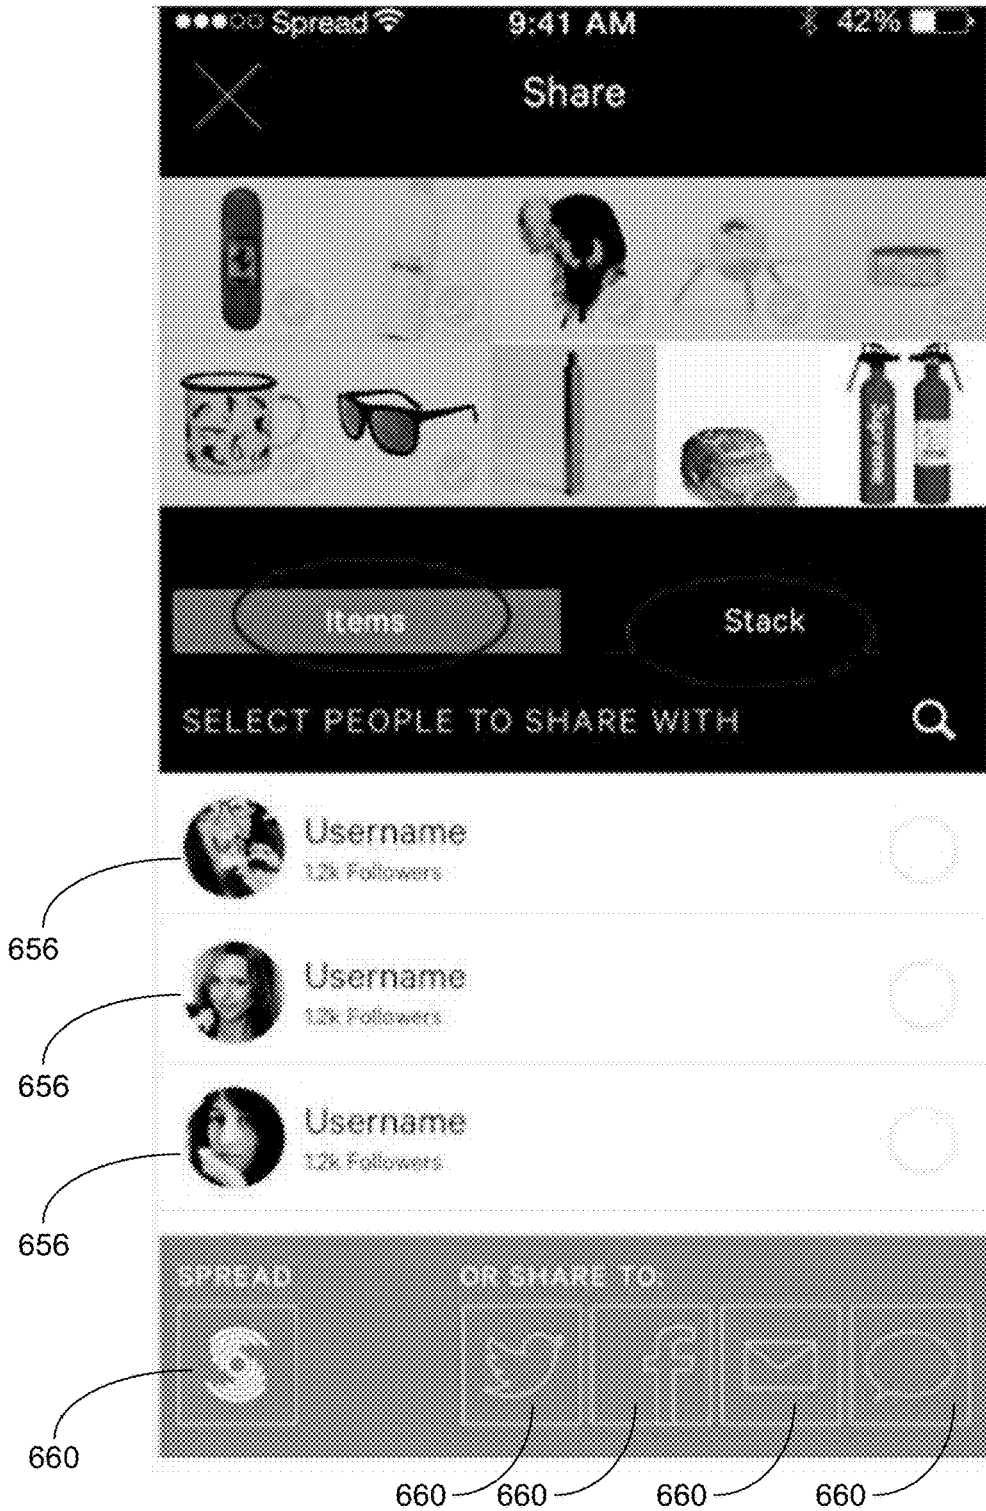 Spread 9:41 AM 42%
Share
Items Stack
SELECT PEOPLE TO SHARE WITH
Username
1.2k Followers
656
Username
1.2k Followers
656
Username
1.2k Followers
656
SPREAD OR SHARE TO:
660
660 660 660 660